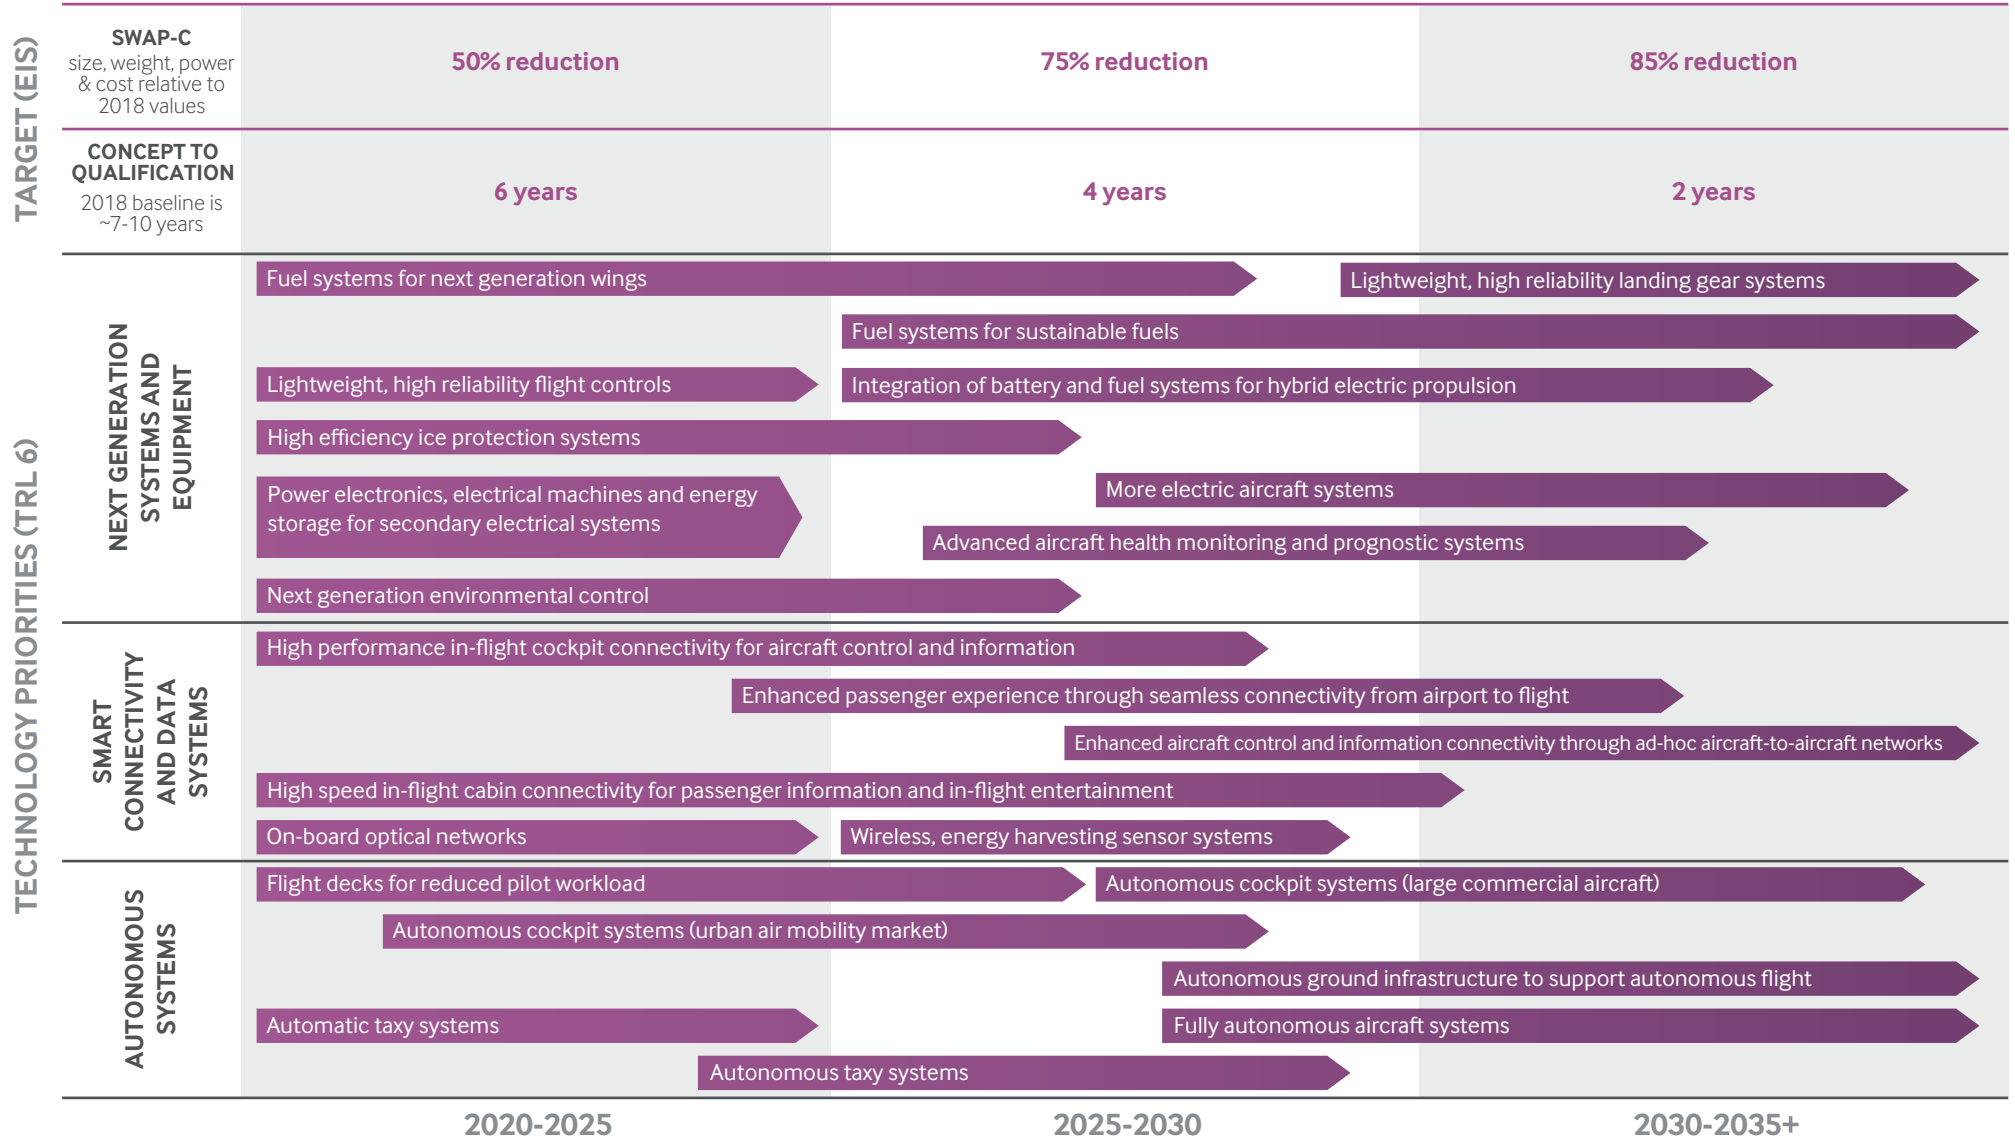 TARGET (EIS)
SWAP-C
size, weight, power
& cost relative to
2018 values
50% reduction
75% reduction
85% reduction
CONCEPT TO
QUALIFICATION
2018 baseline is
~7-10 years
6 years
4 years
2 years
TECHNOLOGY PRIORITIES (TRL 6)
NEXT GENERATION
SYSTEMS AND
EQUIPMENT
Fuel systems for next generation wings
Lightweight, high reliability landing gear systems
Fuel systems for sustainable fuels
Lightweight, high reliability flight controls
Integration of battery and fuel systems for hybrid electric propulsion
High efficiency ice protection systems
Power electronics, electrical machines and energy
storage for secondary electrical systems
More electric aircraft systems
Advanced aircraft health monitoring and prognostic systems
Next generation environmental control
SMART
CONNECTIVITY
AND DATA
SYSTEMS
High performance in-flight cockpit connectivity for aircraft control and information
Enhanced passenger experience through seamless connectivity from airport to flight
Enhanced aircraft control and information connectivity through ad-hoc aircraft-to-aircraft networks
High speed in-flight cabin connectivity for passenger information and in-flight entertainment
On-board optical networks
Wireless, energy harvesting sensor systems
AUTONOMOUS
SYSTEMS
Flight decks for reduced pilot workload
Autonomous cockpit systems (large commercial aircraft)
Autonomous cockpit systems (urban air mobility market)
Autonomous ground infrastructure to support autonomous flight
Automatic taxy systems
Fully autonomous aircraft systems
Autonomous taxy systems
2020-2025
2025-2030
2030-2035+